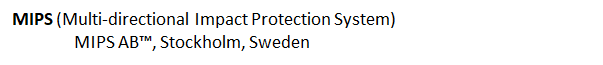 MIPS (Multi-directional Impact Protection System)
MIPS AB™, Stockholm, Sweden